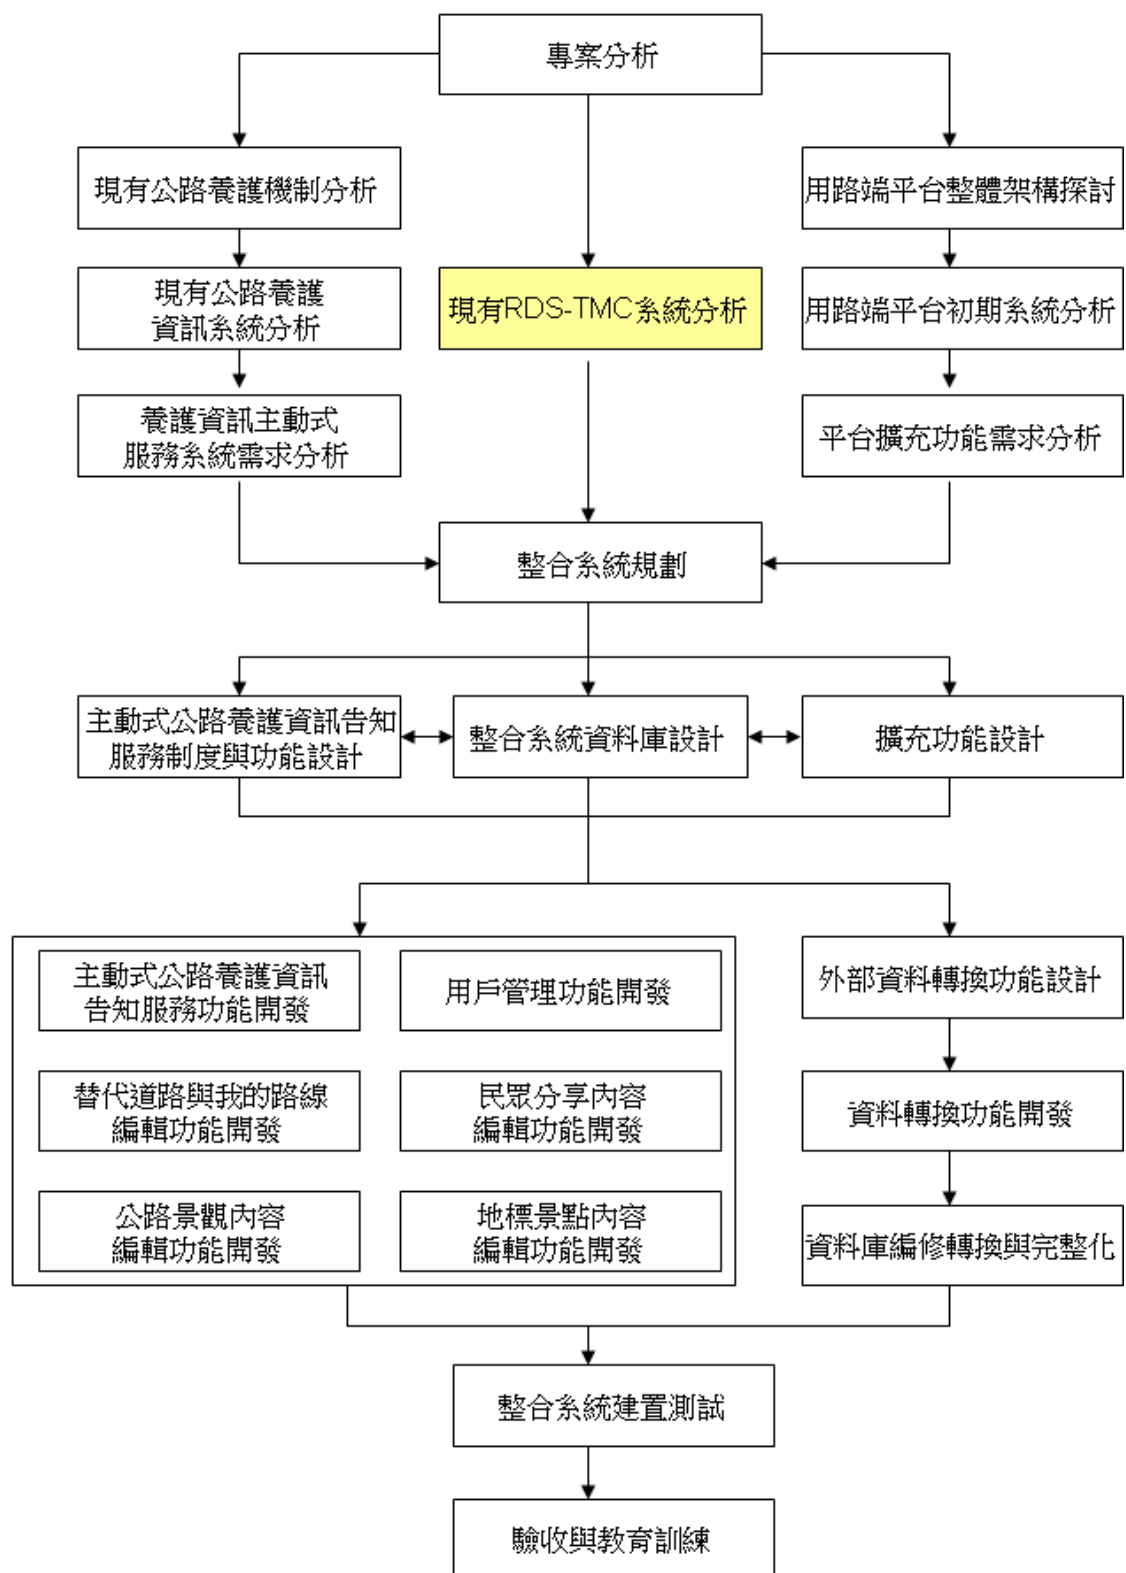 專案分析
現有公路養護機制分析
用路端平台整體架構探討
現有公路養護
資訊系統分析
現有RDS-TMC系統分析
用路端平台初期系統分析
養護資訊主動式
服務系統需求分析
平台擴充功能需求分析
整合系統規劃
主動式公路養護資訊告知
服務制度與功能設計
整合系統資料庫設計
擴充功能設計
主動式公路養護資訊
告知服務功能開發
用戶管理功能開發
外部資料轉換功能設計
替代道路與我的路線
編輯功能開發
民眾分享內容
編輯功能開發
資料轉換功能開發
公路景觀內容
編輯功能開發
地標景點內容
編輯功能開發
資料庫編修轉換與完整化
整合系統建置測試
驗收與教育訓練